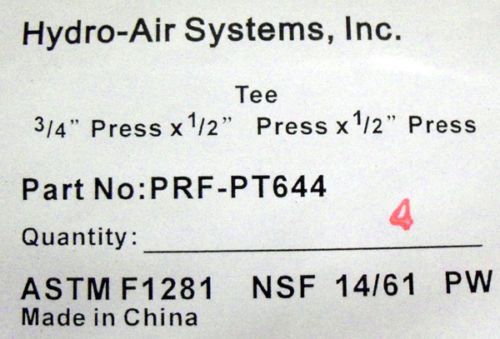 Hydro-Air Systems, Inc.
Tee
3/4" Press x 1/2" Press x 1/2" Press
Part No:PRF-PT644
4
Quantity:
ASTM F1281 NSF 14/61 PW
Made in China